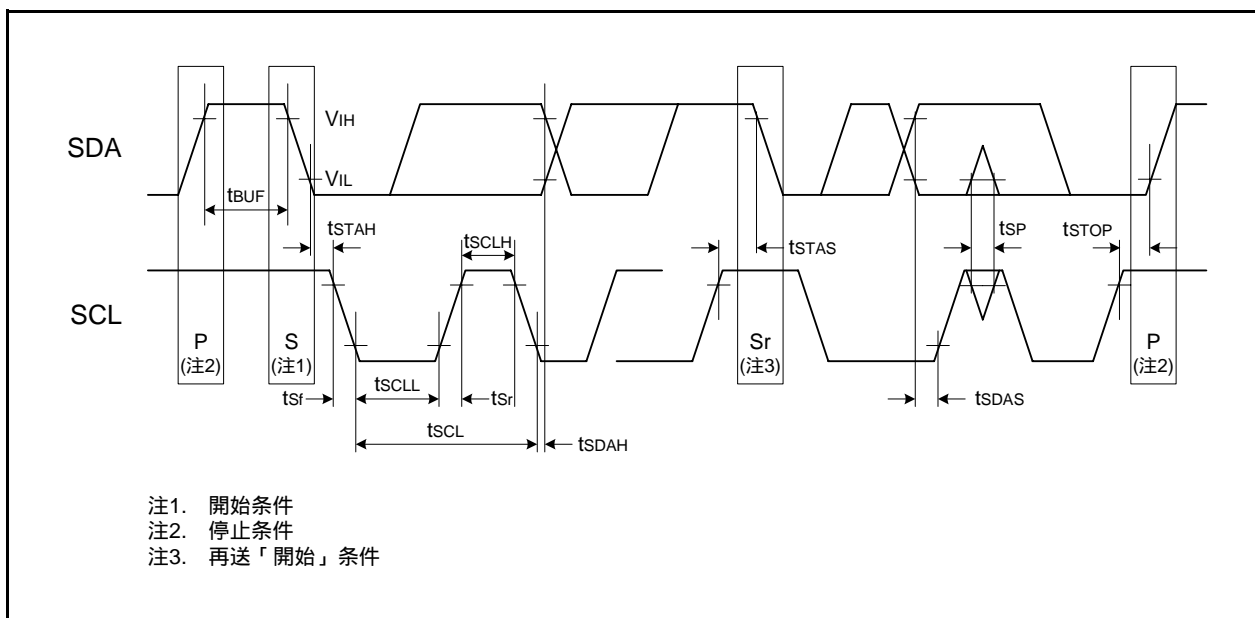 SDA
VIH
VIL
tBUF
tSTAH
tSCLH
tSTAS
tSP
tSTOP
SCL
P
(注2)
S
(注1)
Sr
(注3)
P
(注2)
tSf
tSCLL
tSr
tSDAS
tSCL
tSDAH
注1. 開始条件
注2. 停止条件
注3. 再送「開始」条件